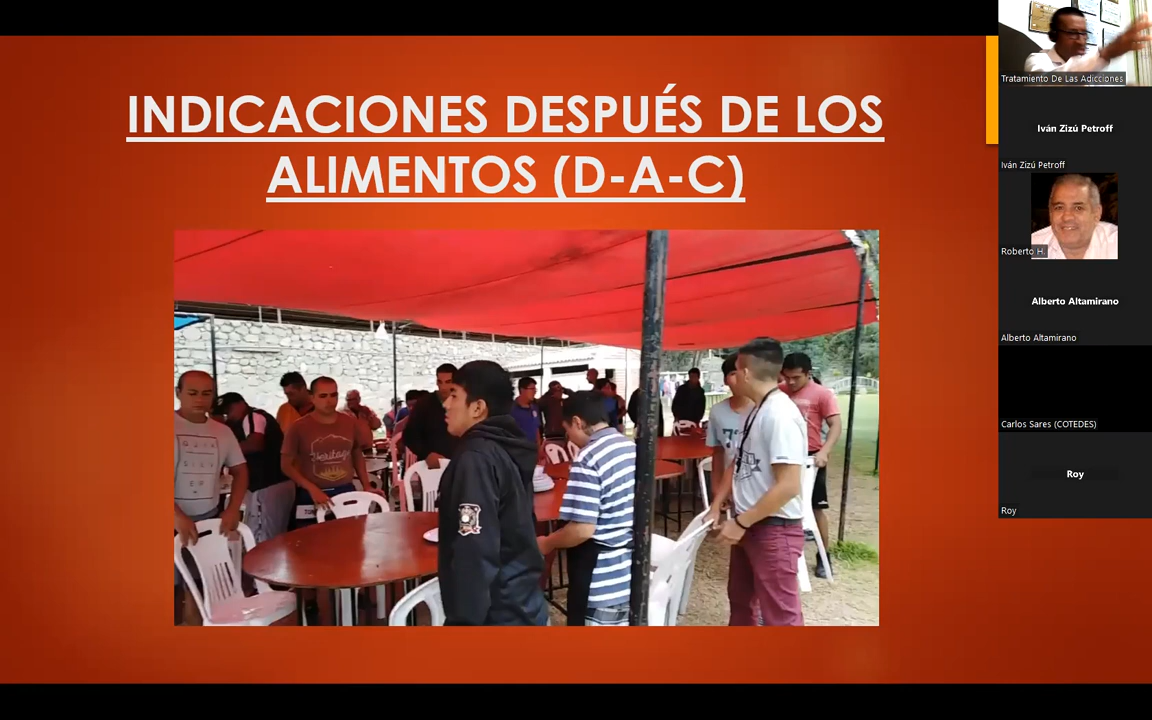 INDICACIONES DESPUÉS DE LOS
ALIMENTOS (D-A-C)
Tratamiento De Las Adicciones
Iván Zizú Petroff
Iván Zizú Petroff
Roberto H.
Alberto Altamirano
Alberto Altamirano
Carlos Sares (COTEDES)
Roy
Roy